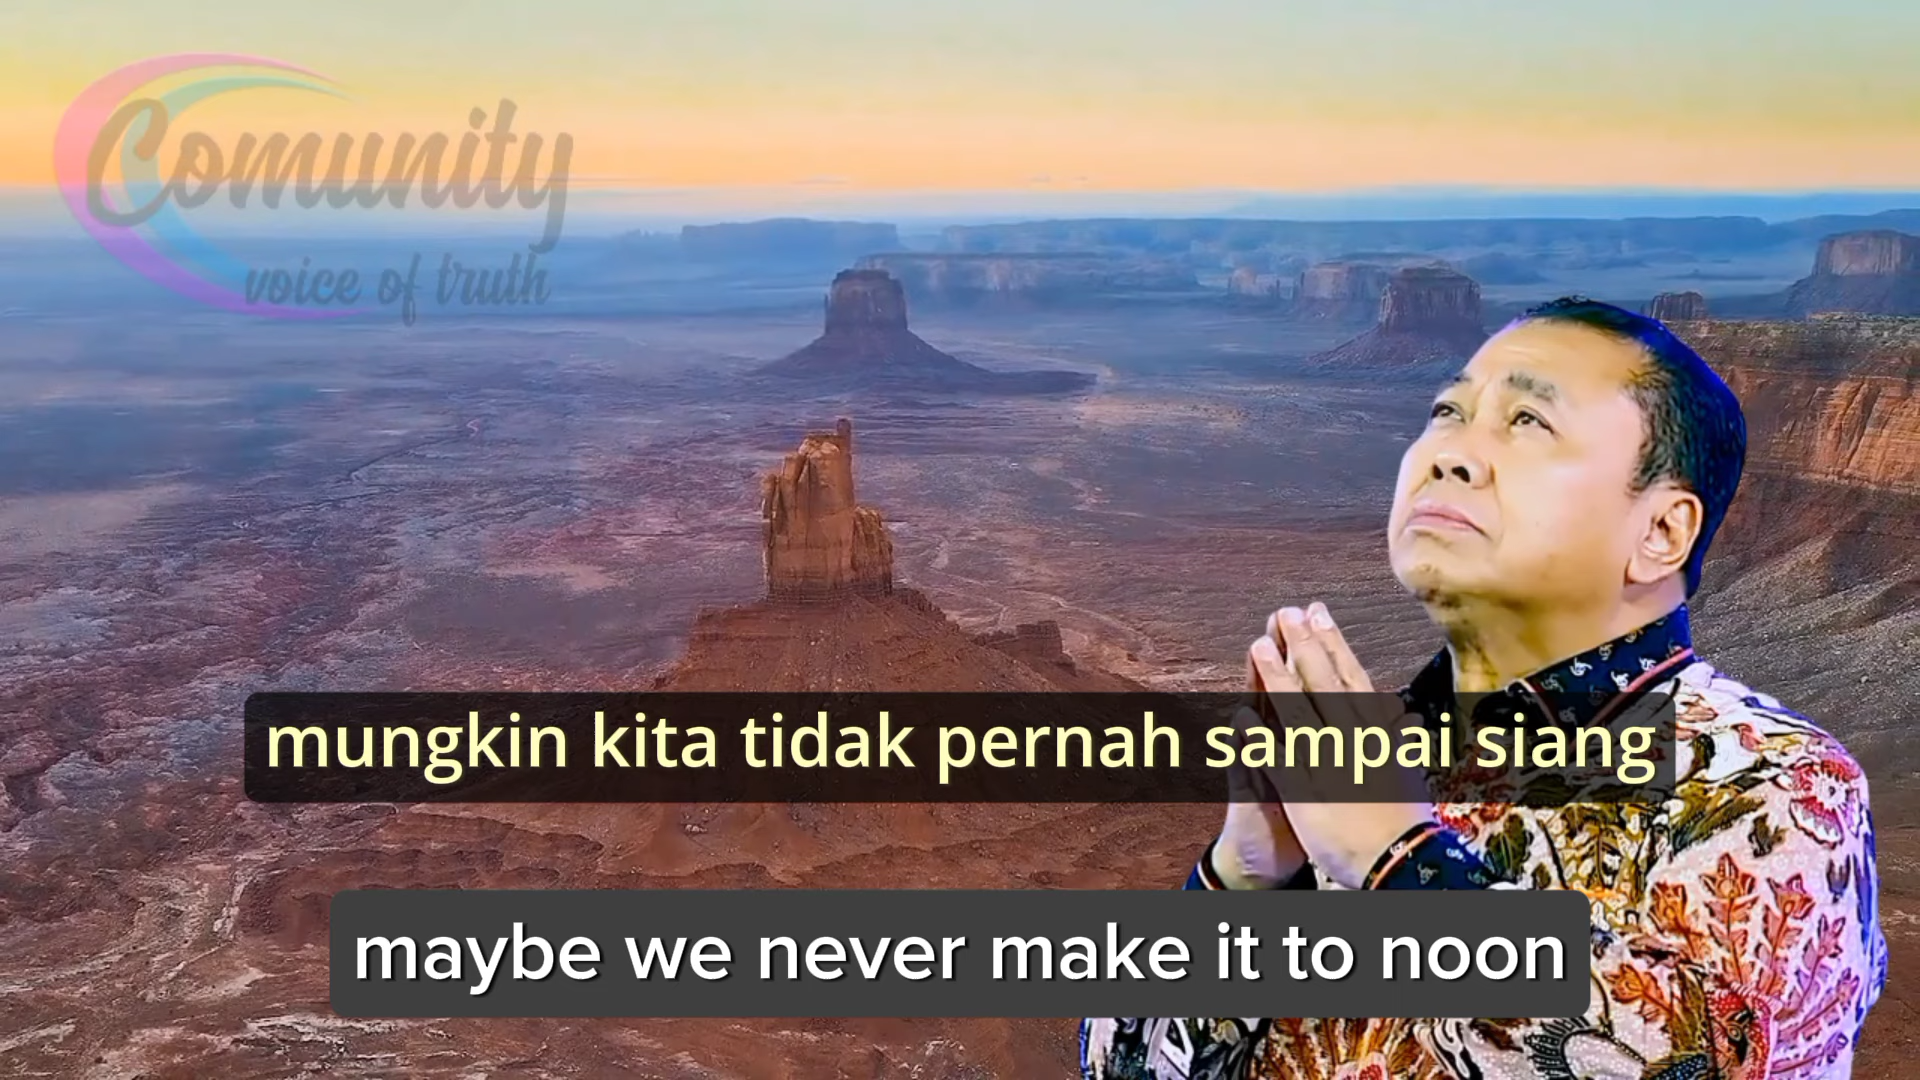 Comunity
voice of truth
mungkin kita tidak pernah sampai siang
maybe we never make it to noon